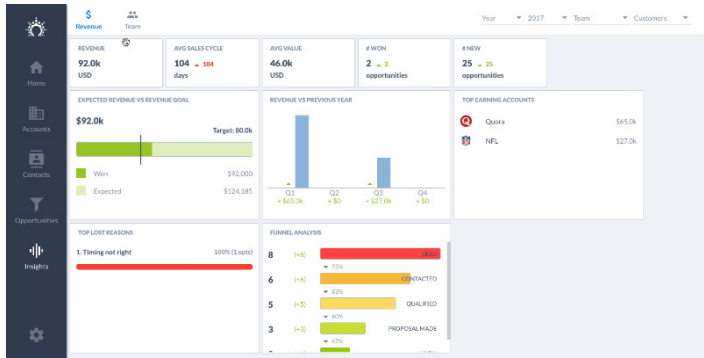 Revenue
Team
Year
2017
Team
Customers
Home
Accounts
Contacts
Opportunities
Insights
REVENUE
92.0k
USD
AVG SALES CYCLE
104 104
days
AVG VALUE
46.0k
USD
# WON
2 2
opportunities
# NEW
25 25
opportunities
EXPECTED REVENUE VS REVENUE GOAL
$92.0k
Target: 80.0k
Won $92,000
Expected $124,185
REVENUE VS PREVIOUS YEAR
Q1 Q2 Q3 Q4
+ $65.0k + $0 + $27.0k + $0
TOP EARNING ACCOUNTS
Quora $65.0k
NFL $27.0k
TOP LOST REASONS
1. Timing not right 100% (1 opts)
FUNNEL ANALYSIS
8 (+8) LEAD
75%
6 (+6) CONTACTED
83%
5 (+5) QUALIFIED
60%
3 (+3) PROPOSAL MADE
67%